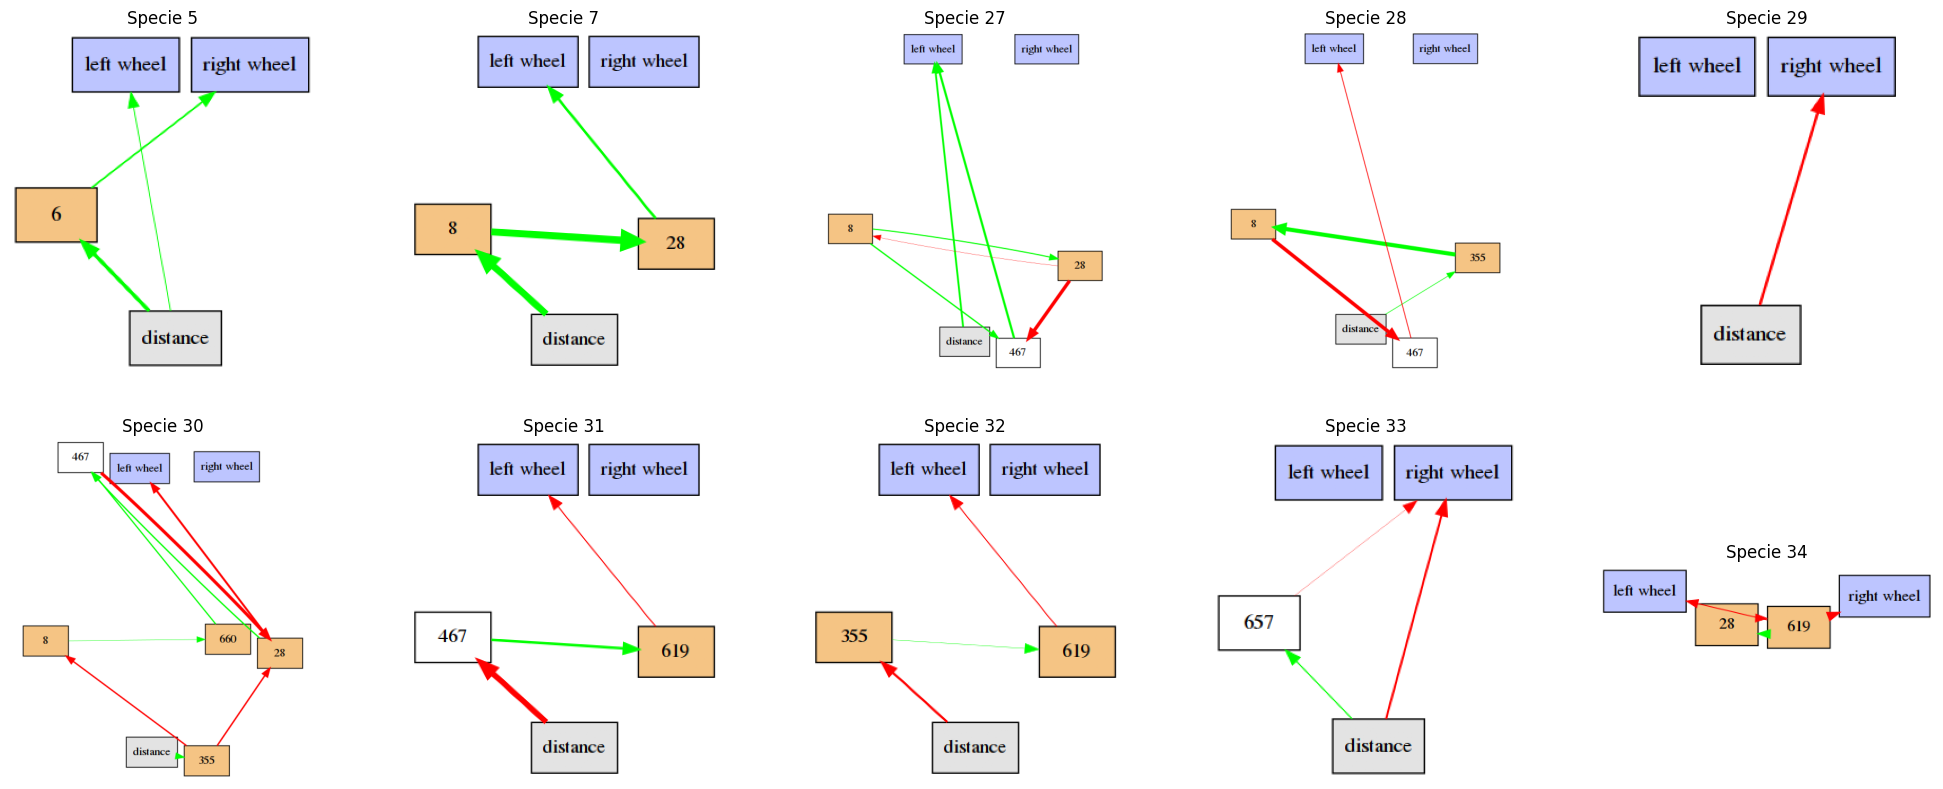 Specie 5
left wheel
right wheel
6
distance
Specie 7
left wheel
right wheel
8
28
distance
Specie 27
left wheel
right wheel
8
28
distance
467
Specie 28
left wheel
right wheel
8
355
distance
467
Specie 29
left wheel
right wheel
distance
Specie 30
467
left wheel
right wheel
8
660
28
distance
355
Specie 31
left wheel
right wheel
467
619
distance
Specie 32
left wheel
right wheel
355
619
distance
Specie 33
left wheel
right wheel
657
distance
Specie 34
left wheel
right wheel
28
619